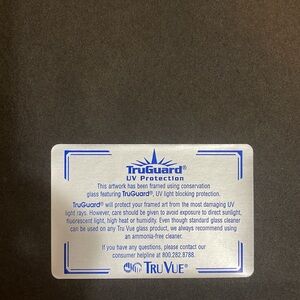 TruGuard®
UV Protection
This artwork has been framed using conservation
glass featuring TruGuard®, UV light blocking protection.
TruGuard® will protect your framed art from the most damaging UV
light rays. However, care should be given to avoid exposure to direct sunlight,
fluorescent light, high heat or humidity. Even though standard glass cleaner
can be used on any Tru Vue glass product, we always recommend using
an ammonia-free cleaner.
If you have any questions, please contact our
consumer helpline at 800.282.8788.
TRU VUE®